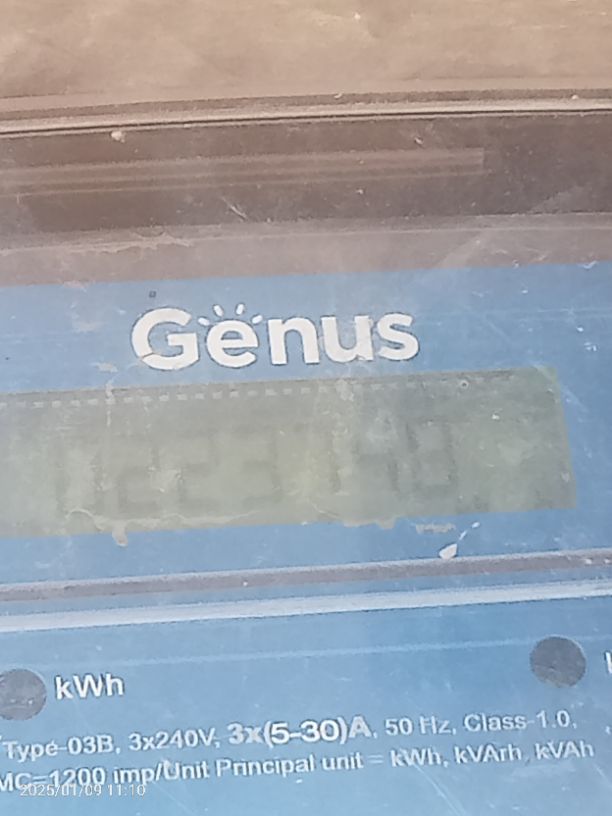 Genus
kWh
Type-03B, 3x240V, 3x(5-30)A, 50 Hz, Class-1.0,
MC=1200 imp/Unit Principal unit = kWh, kVArh, kVAh
2025/01/09 11:10